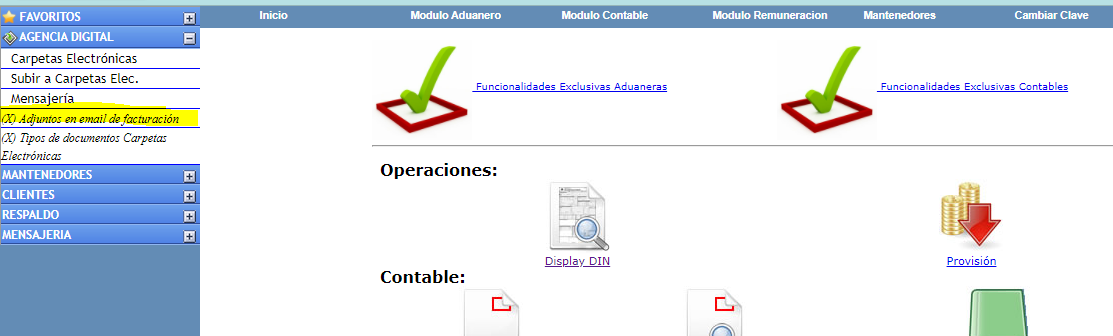 FAVORITOS
AGENCIA DIGITAL
Carpetas Electrónicas
Subir a Carpetas Elec.
Mensajería
(X) Adjuntos en email de facturación
(X) Tipos de documentos Carpetas
Electrónicas
MANTENEDORES
CLIENTES
RESPALDO
MENSAJERIA
Inicio
Modulo Aduanero
Modulo Contable
Modulo Remuneracion
Mantenedores
Cambiar Clave
Funcionalidades Exclusivas Aduaneras
Funcionalidades Exclusivas Contables
Operaciones:
Display DIN
Provisión
Contable: